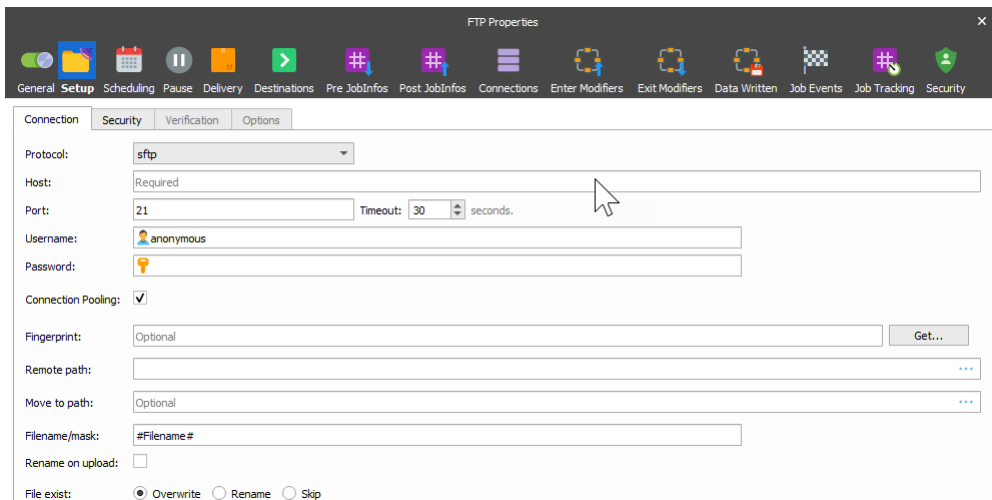 FTP Properties
General Setup Scheduling Pause Delivery Destinations Pre JobInfos Post JobInfos Connections Enter Modifiers Exit Modifiers Data Written Job Events Job Tracking Security
Connection Security Verification Options
Protocol: sftp
Host: Required
Port: 21 Timeout: 30 seconds.
Username: anonymous
Password:
Connection Pooling:
Fingerprint: Optional Get...
Remote path: ...
Move to path: Optional ...
Filename/mask: #Filename#
Rename on upload:
File exist: Overwrite Rename Skip